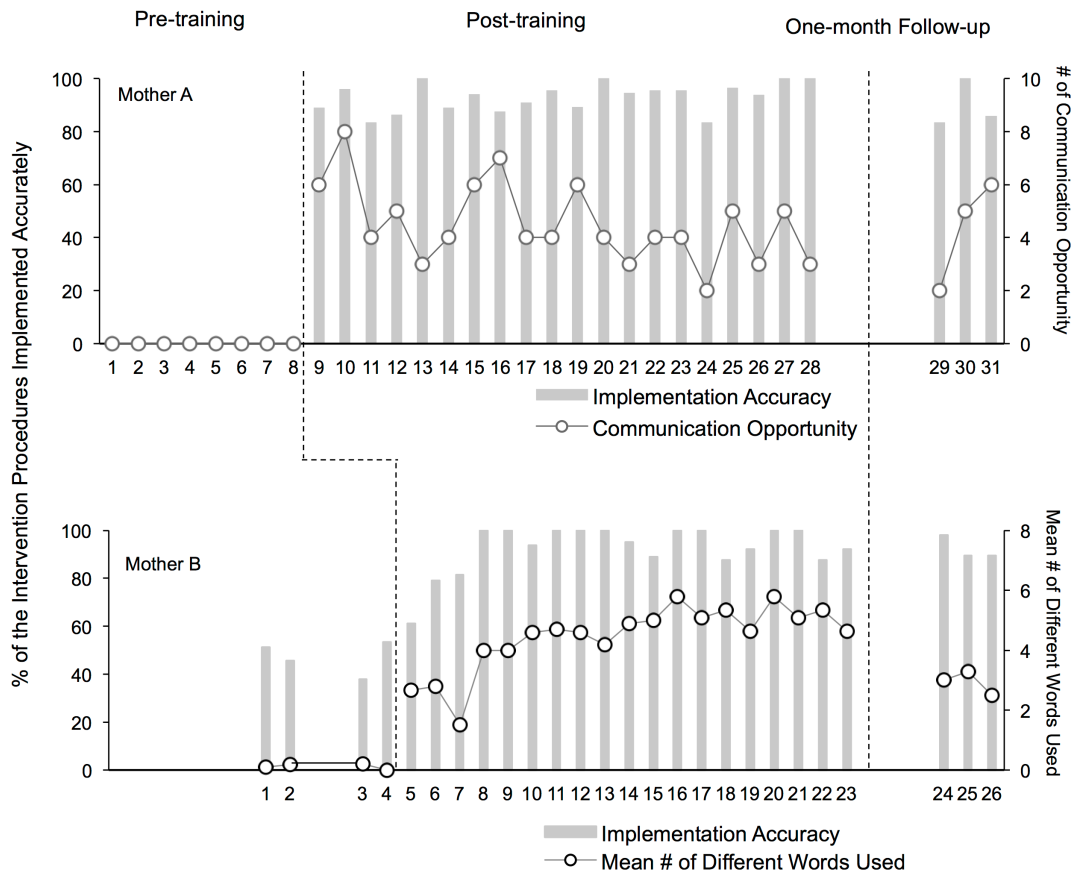 Pre-training Post-training One-month Follow-up
% of the Intervention Procedures Implemented Accurately
Mother A
100
80
60
40
20
0
10
8
6
4
2
0
# of Communication Opportunity
1 2 3 4 5 6 7 8 9 10 11 12 13 14 15 16 17 18 19 20 21 22 23 24 25 26 27 28 29 30 31
Implementation Accuracy
Communication Opportunity
Mother B
100
80
60
40
20
0
8
6
4
2
0
Mean # of Different Words Used
1 2 3 4 5 6 7 8 9 10 11 12 13 14 15 16 17 18 19 20 21 22 23 24 25 26
Implementation Accuracy
Mean # of Different Words Used